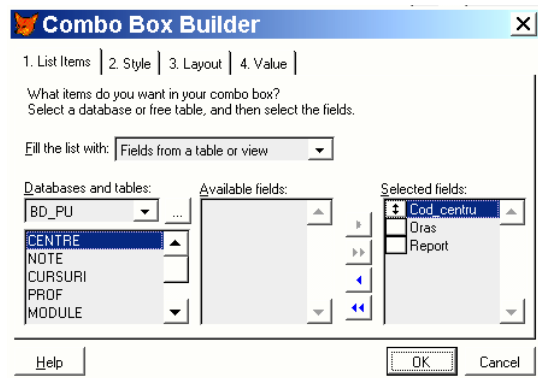 Combo Box Builder
1. List Items 2. Style 3. Layout 4. Value
What items do you want in your combo box?
Select a database or free table, and then select the fields.
Fill the list with: Fields from a table or view
Databases and tables: Available fields: Selected fields:
BD_PU ... Cod_centru
Oras
CENTRE Report
NOTE
CURSURI
PROF
MODULE
Help OK Cancel